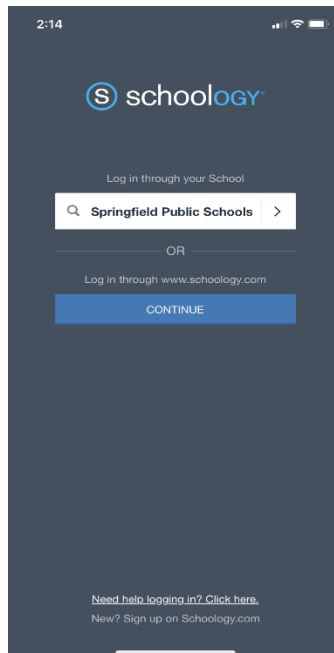 2:14
S schoology
Log in through your School
Springfield Public Schools
OR
Log in through www.schoology.com
CONTINUE
Need help logging in? Click here.
New? Sign up on Schoology.com